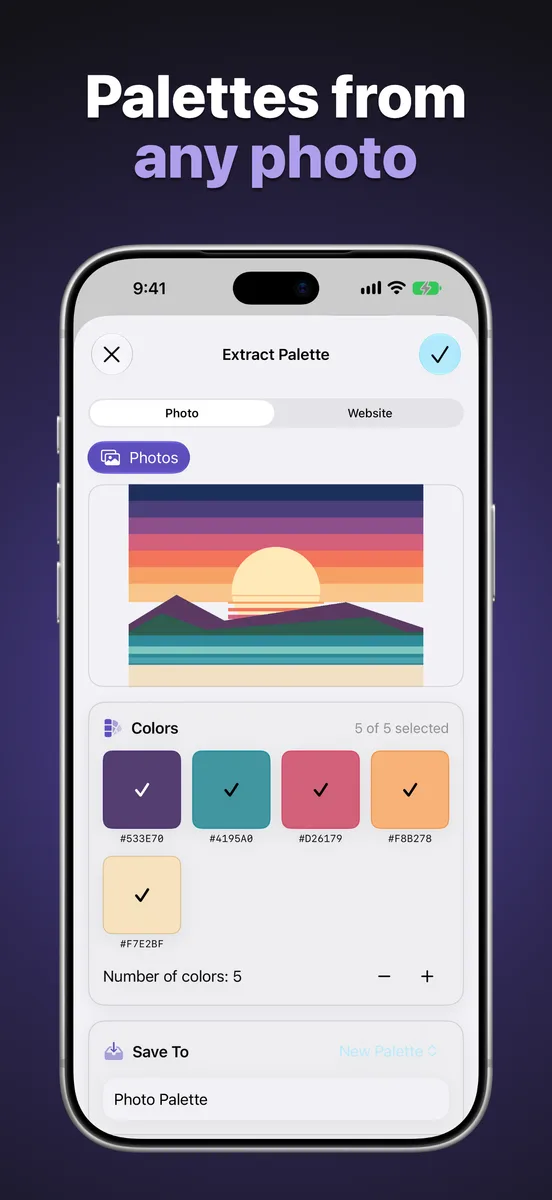 Palettes from
any photo
9:41
Extract Palette
Photo Website
Photos
Colors 5 of 5 selected
#533E70 #4195A0 #D26179 #F8B278
#F7E2BF
Number of colors: 5
Save To New Palette
Photo Palette